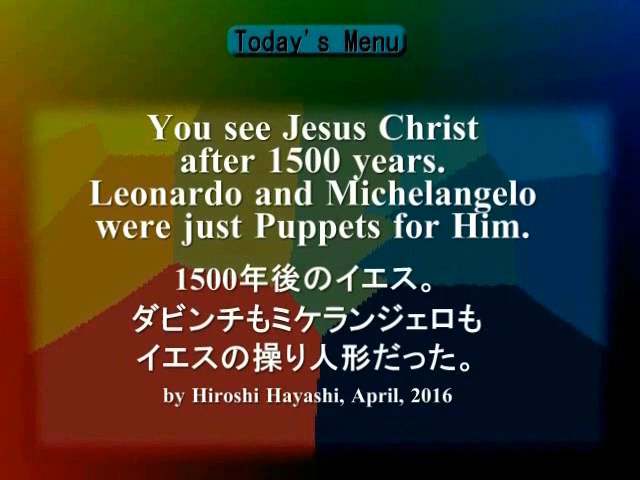 Today's Menu
You see Jesus Christ
after 1500 years.
Leonardo and Michelangelo
were just Puppets for Him.
1500年後のイエス。
ダビンチもミケランジェロも
イエスの操り人形だった。
by Hiroshi Hayashi, April, 2016